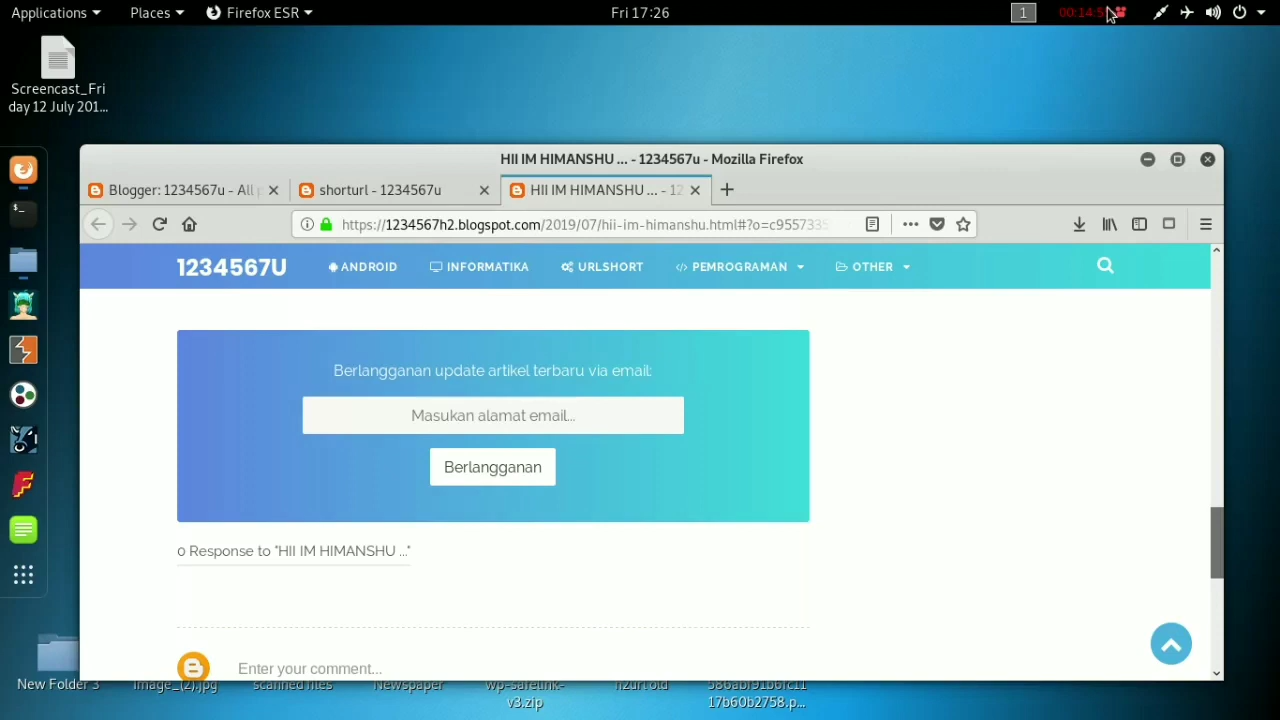 Applications Places Firefox ESR Fri 17:26 1
Screencast_Fri
day 12 July 201...
HII IM HIMANSHU ... - 1234567u - Mozilla Firefox
Blogger: 1234567u - All p shorturl - 1234567u HII IM HIMANSHU ... - 12
https://1234567h2.blogspot.com/2019/07/hii-im-himanshu.html#?o=c9557335
1234567U ANDROID INFORMATIKA URLSHORT PEMROGRAMAN OTHER
Berlangganan update artikel terbaru via email:
Masukan alamat email...
Berlangganan
0 Response to "HII IM HIMANSHU ..."
Enter your comment...
New Folder 3 Image_(2).jpg scanned files Newspaper wp-safelink-
v3.zip
h2url old
586abf91b6fc11
17b60b2758.p...